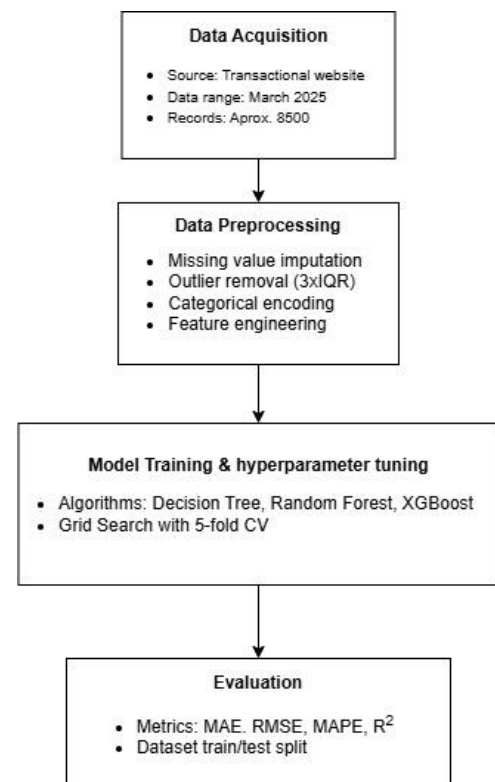 Data Acquisition
• Source: Transactional website
• Data range: March 2025
• Records: Aprox. 8500
Data Preprocessing
• Missing value imputation
• Outlier removal (3xIQR)
• Categorical encoding
• Feature engineering
Model Training & hyperparameter tuning
• Algorithms: Decision Tree, Random Forest, XGBoost
• Grid Search with 5-fold CV
Evaluation
• Metrics: MAE. RMSE, MAPE, R²
• Dataset train/test split